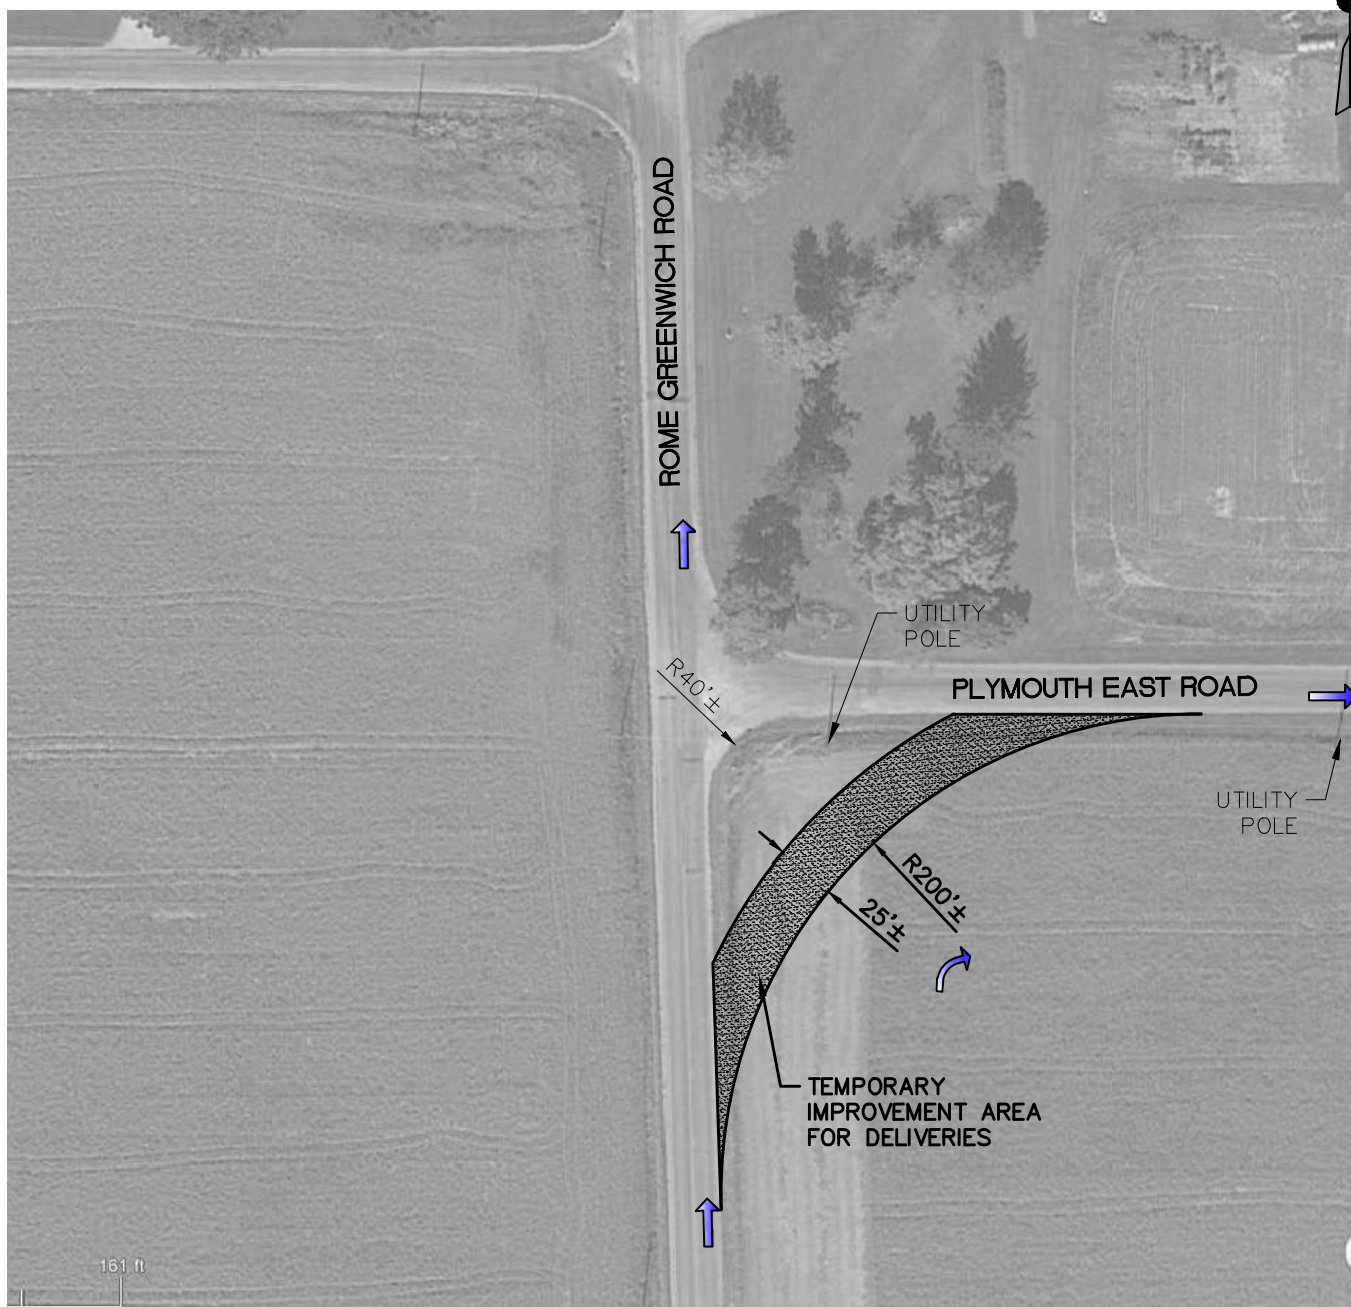 ROME GREENWICH ROAD
UTILITY
POLE
R40'±
PLYMOUTH EAST ROAD
UTILITY
POLE
R200'±
25'±
TEMPORARY
IMPROVEMENT AREA
FOR DELIVERIES
161 ft